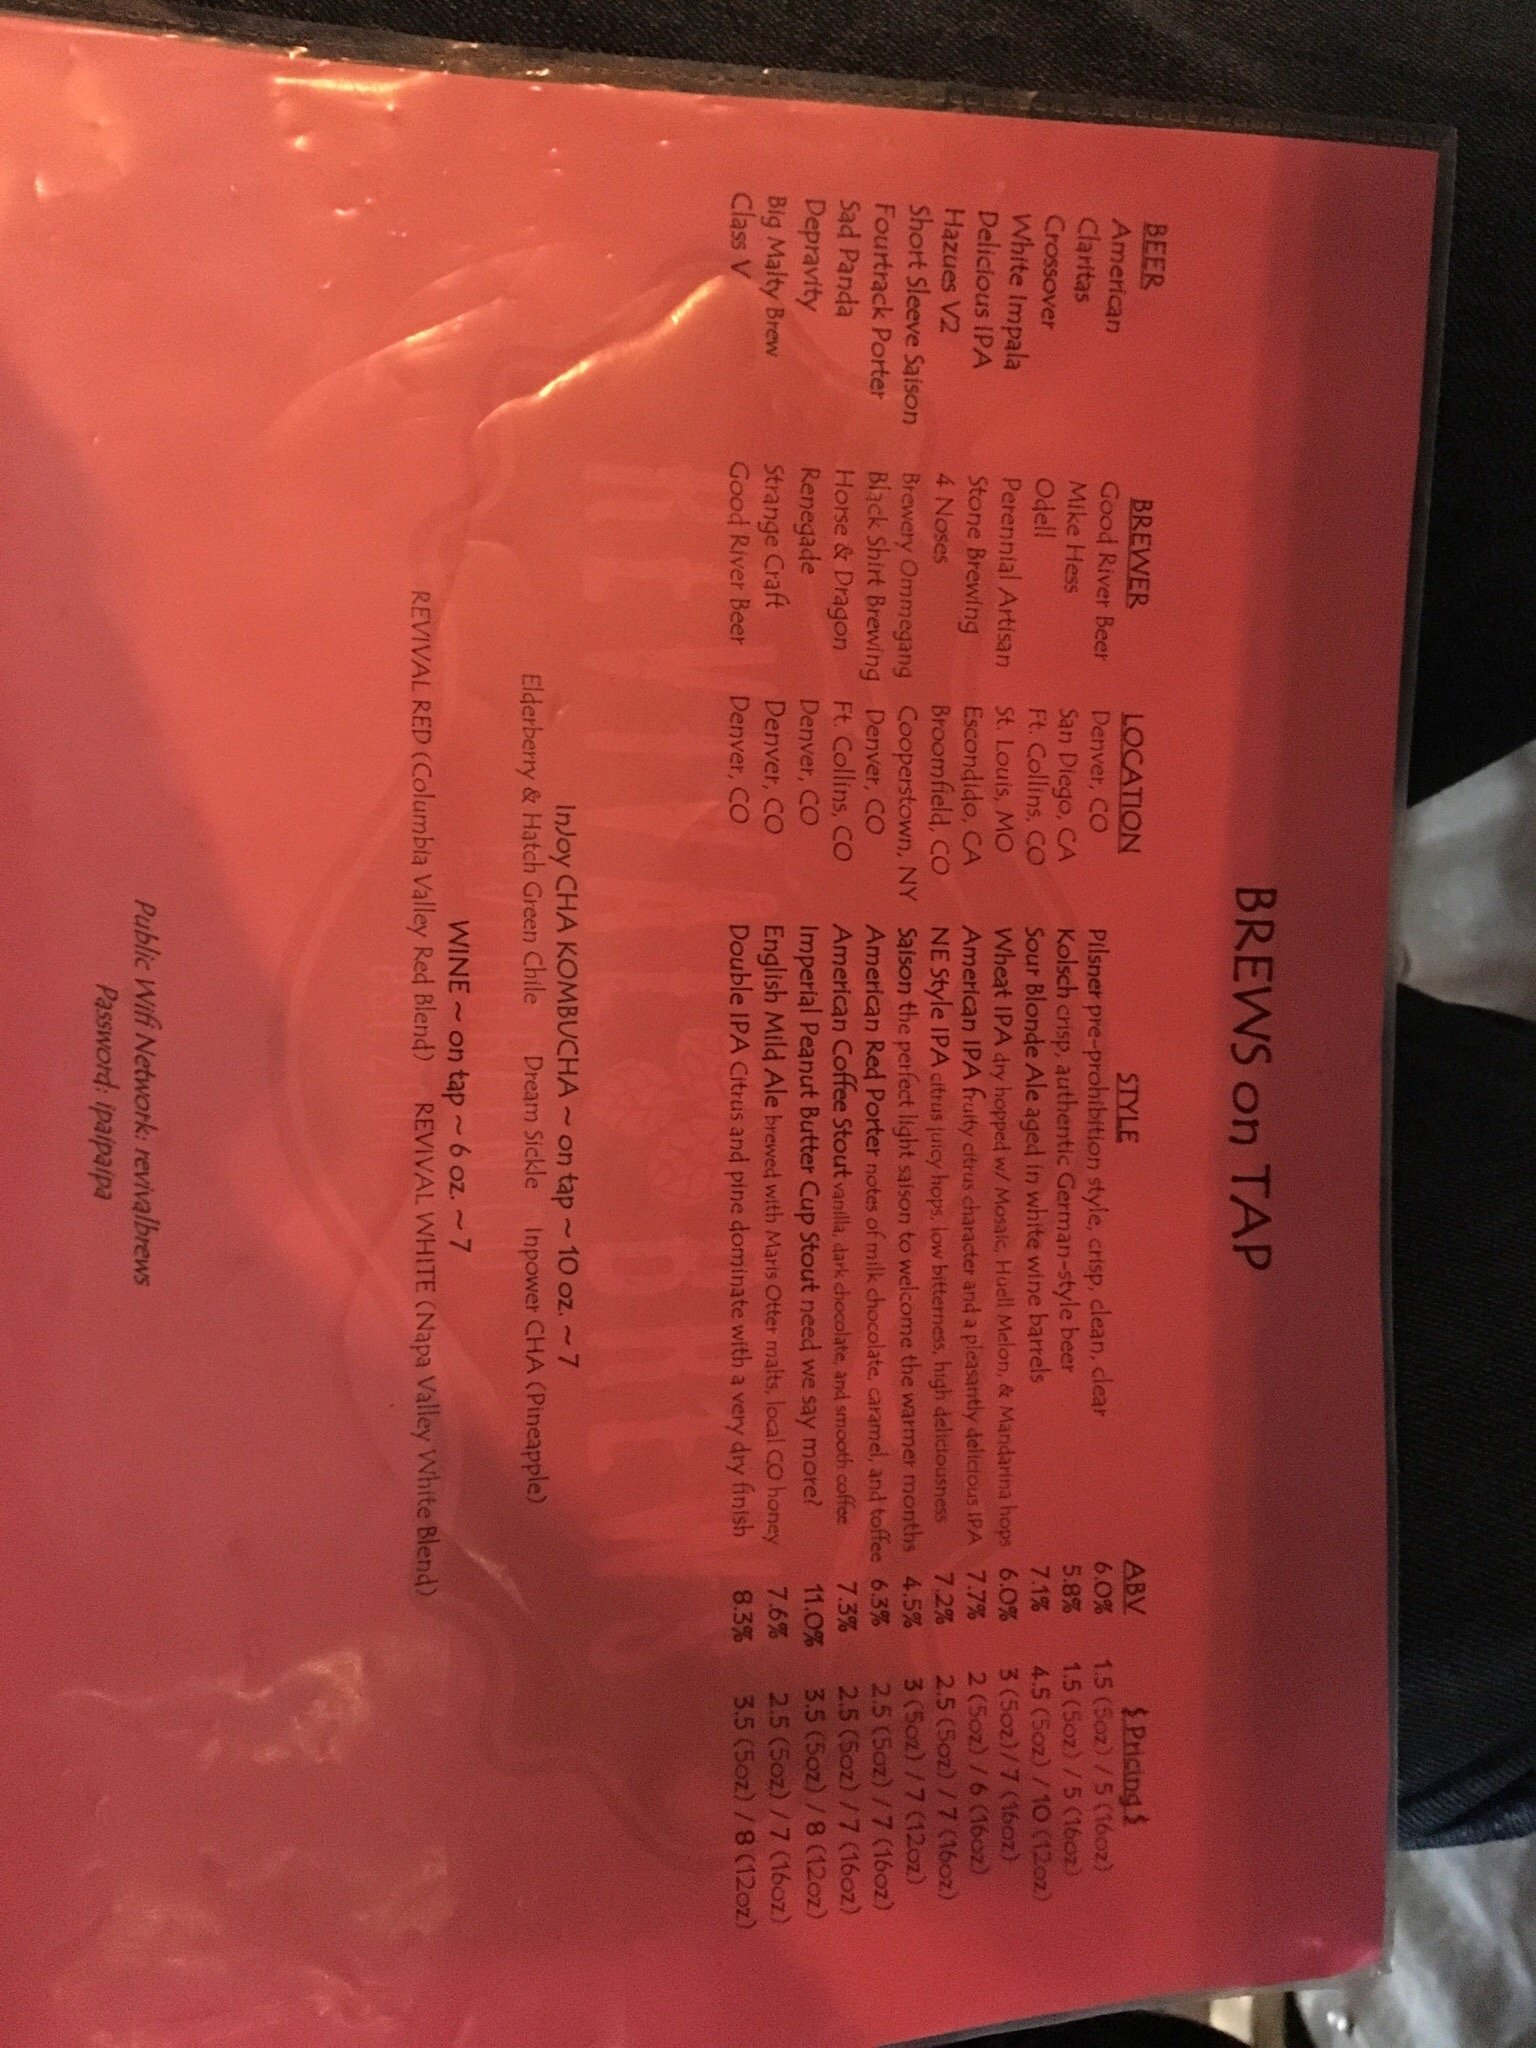 BREWS on TAP
BEER BREWER LOCATION STYLE ABV $ Pricing $
American Good River Beer Denver, CO Pilsner pre-prohibition style, crisp, clean, clear 6.0% 1.5 (5oz) / 5 (16oz)
Claritas Mike Hess San Diego, CA Kolsch crisp, authentic German-style beer 5.8% 1.5 (5oz) / 5 (16oz)
Crossover Odell Ft. Collins, CO Sour Blonde Ale aged in white wine barrels 7.1% 4.5 (5oz) / 10 (12oz)
White Impala Perennial Artisan St. Louis, MO Wheat IPA dry hopped w/ Mosaic, Huell Melon, & Mandarina hops 6.0% 3 (5oz) / 7 (16oz)
Delicious IPA Stone Brewing Escondido, CA American IPA fruity citrus character and a pleasantly delicious IPA 7.7% 2 (5oz) / 6 (16oz)
Hazues V2 4 Noses Broomfield, CO NE Style IPA citrus juicy hops, low bitterness, high deliciousness 7.2% 2.5 (5oz) / 7 (16oz)
Short Sleeve Saison Brewery Ommegang Cooperstown, NY Saison the perfect light saison to welcome the warmer months 4.5% 3 (5oz) / 7 (12oz)
Fourtrack Porter Black Shirt Brewing Denver, CO American Red Porter notes of milk chocolate, caramel, and toffee 6.3% 2.5 (5oz) / 7 (16oz)
Sad Panda Horse & Dragon Ft. Collins, CO American Coffee Stout vanilla, dark chocolate, and smooth coffee 7.3% 2.5 (5oz) / 7 (16oz)
Depravity Renegade Denver, CO Imperial Peanut Butter Cup Stout need we say more? 11.0% 3.5 (5oz) / 8 (12oz)
Big Malty Brew Strange Craft Denver, CO English Mild Ale brewed with Maris Otter malts, local CO honey 7.6% 2.5 (5oz) / 7 (16oz)
Class V Good River Beer Denver, CO Double IPA Citrus and pine dominate with a very dry finish 8.3% 3.5 (5oz) / 8 (12oz)
InJoy CHA KOMBUCHA ~ on tap ~ 10 oz. ~ 7
Elderberry & Hatch Green Chile Dream Sickle Inpower CHA (Pineapple)
WINE ~ on tap ~ 6 oz. ~ 7
REVIVAL RED (Columbia Valley Red Blend) REVIVAL WHITE (Napa Valley White Blend)
Public Wifi Network: revivalbrews
Password: ipaipaipa